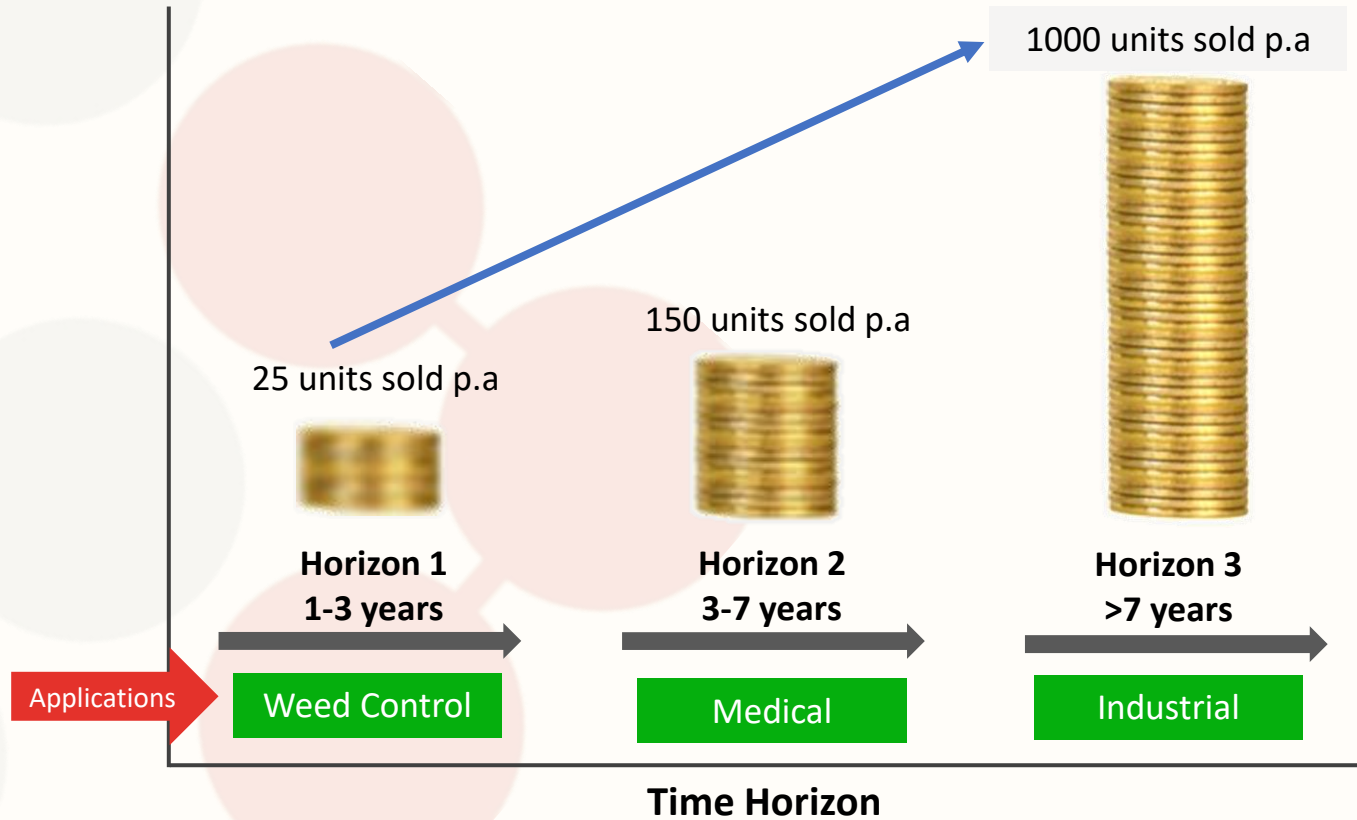 1000 units sold p.a
150 units sold p.a
25 units sold p.a
Horizon 1
1-3 years
Horizon 2
3-7 years
Horizon 3
>7 years
Applications
Weed Control
Medical
Industrial
Time Horizon